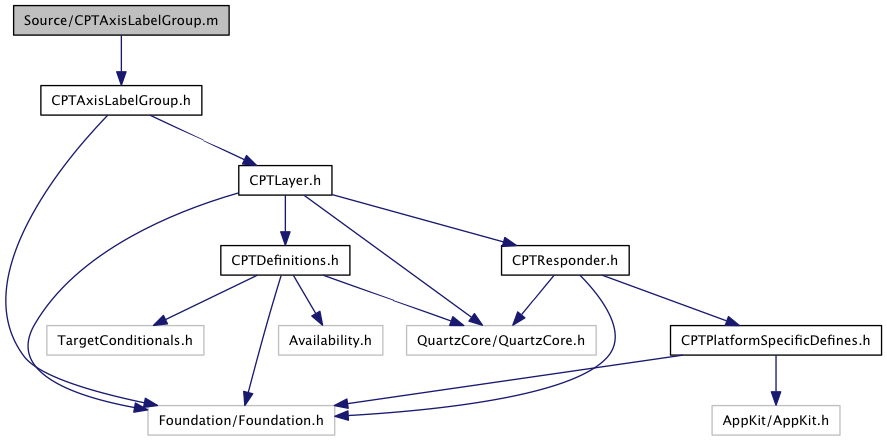 Source/CPTAxisLabelGroup.m
CPTAxisLabelGroup.h
CPTLayer.h
CPTDefinitions.h
CPTResponder.h
TargetConditionals.h
Availability.h
QuartzCore/QuartzCore.h
CPTPlatformSpecificDefines.h
Foundation/Foundation.h
AppKit/AppKit.h